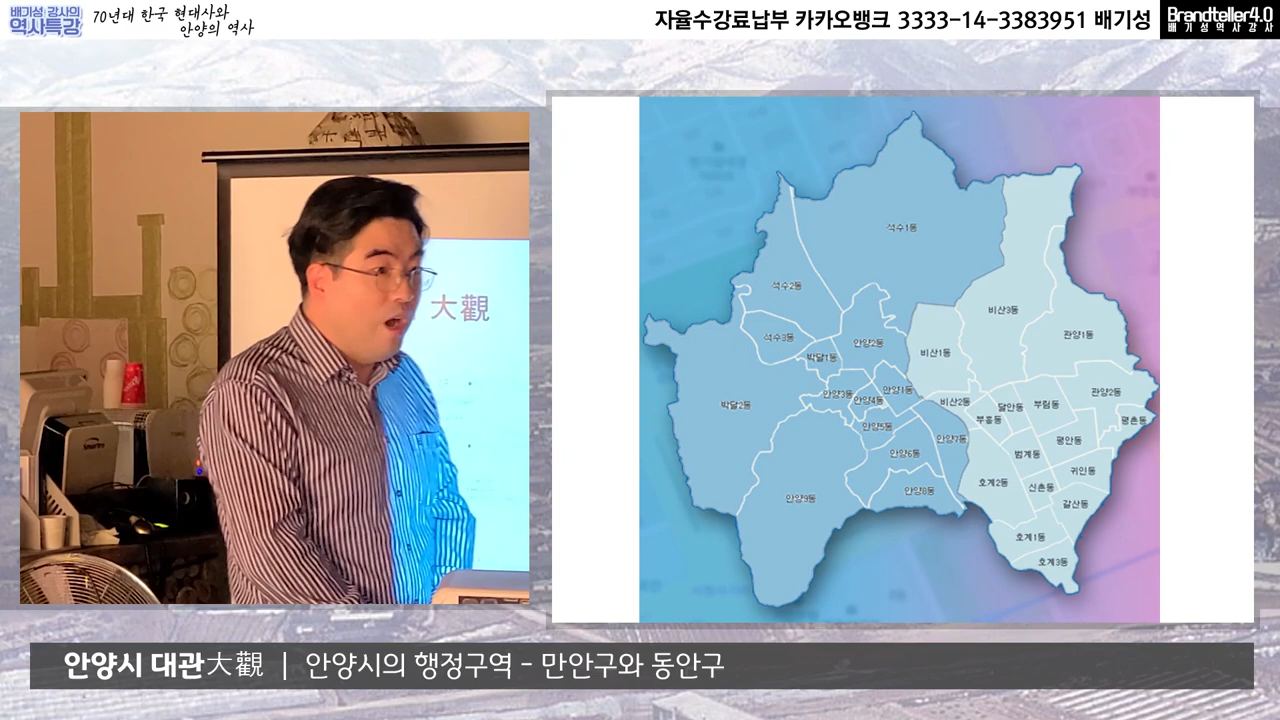 배기성 강사의
역사특강
70년대 한국 현대사와
안양의 역사
자율수강료납부 카카오뱅크 3333-14-3383951 배기성
Brandteller4.0
배기성역사강사
大觀
석수1동
석수2동
비산3동
석수3동
관양1동
안양2동
비산1동
박달1동
안양1동
관양2동
안양3동
안양4동
비산2동
박달2동
달안동
부림동
부흥동
평촌동
안양5동
안양7동
평안동
안양6동
범계동
귀인동
호계2동
신촌동
안양8동
안양9동
갈산동
호계1동
호계3동
안양시 대관大觀 | 안양시의 행정구역 - 만안구와 동안구